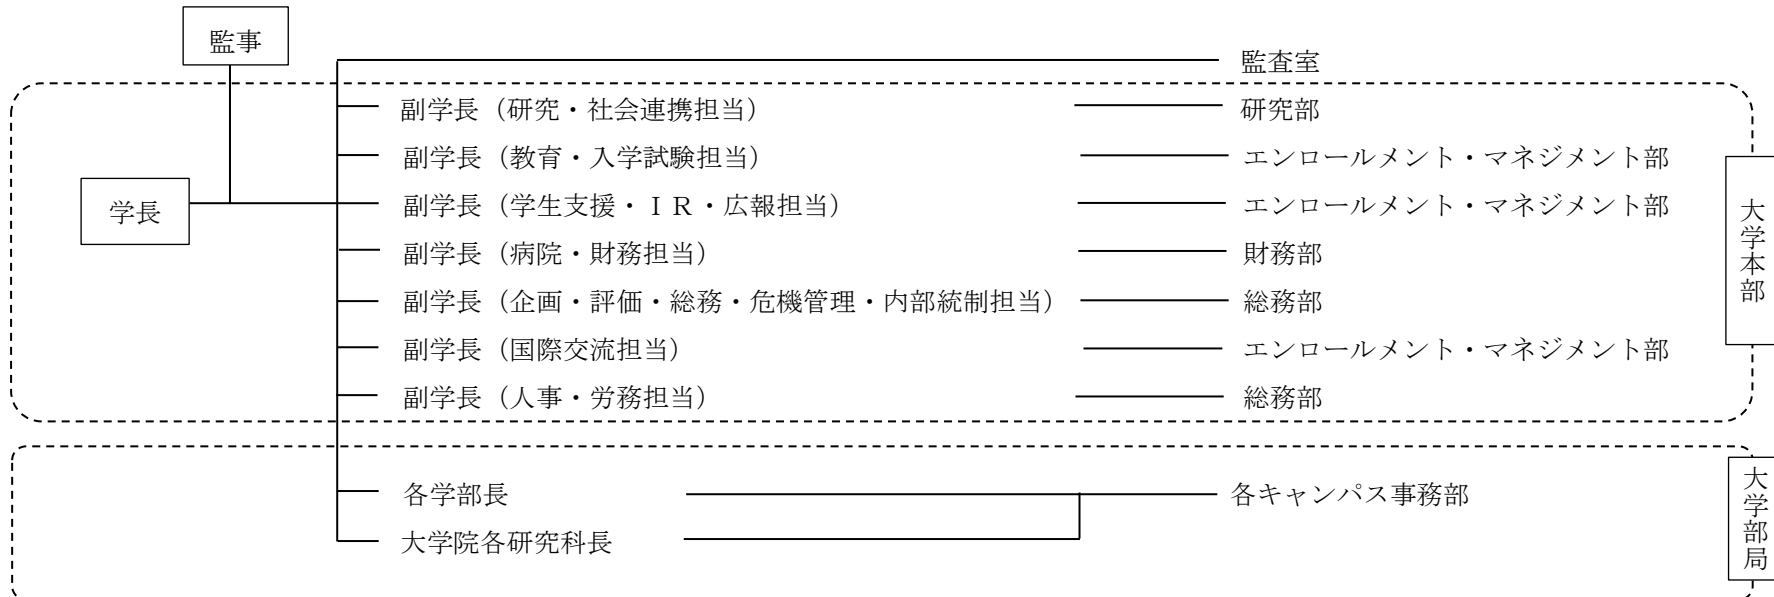 監事
監査室
副学長（研究・社会連携担当） 研究部
副学長（教育・入学試験担当） エンロールメント・マネジメント部
学長
副学長（学生支援・ＩＲ・広報担当） エンロールメント・マネジメント部
副学長（病院・財務担当） 財務部
副学長（企画・評価・総務・危機管理・内部統制担当） 総務部
副学長（国際交流担当） エンロールメント・マネジメント部
副学長（人事・労務担当） 総務部
大学本部
各学部長 各キャンパス事務部
大学院各研究科長
大学部局